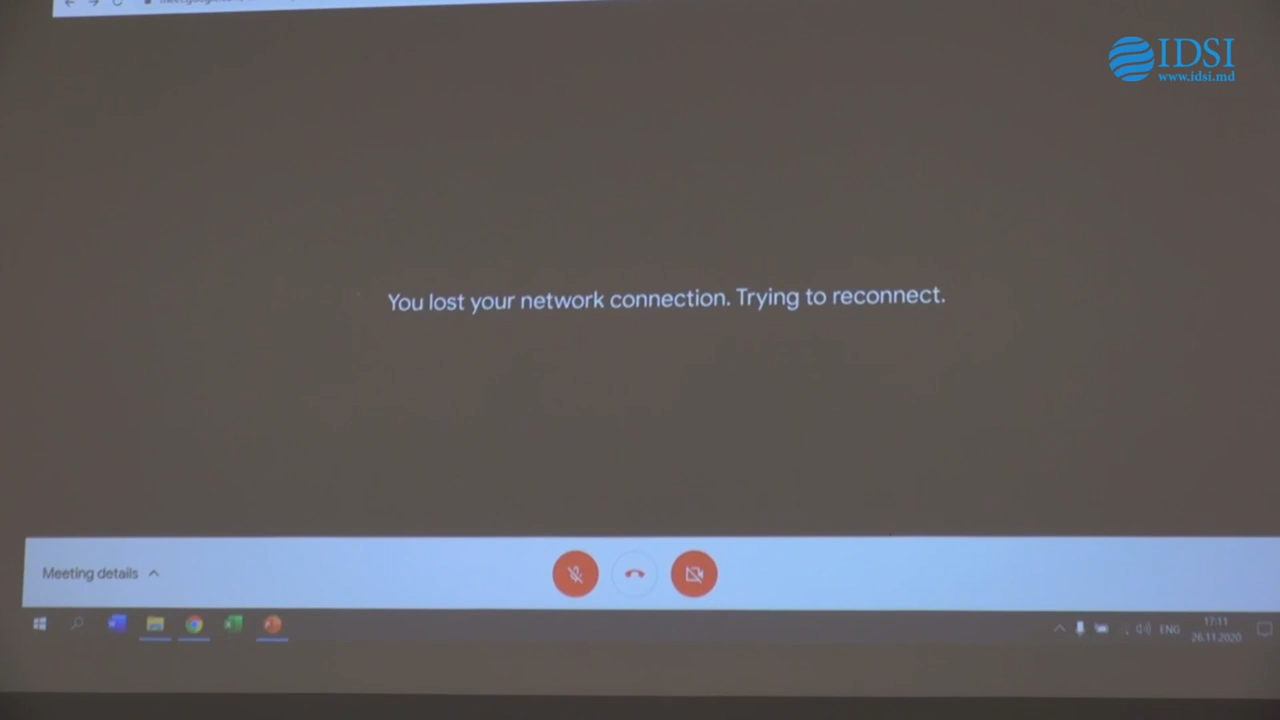 IDSI
www.idsi.md
You lost your network connection. Trying to reconnect.
Meeting details
ENG
17:11
26.11.2020